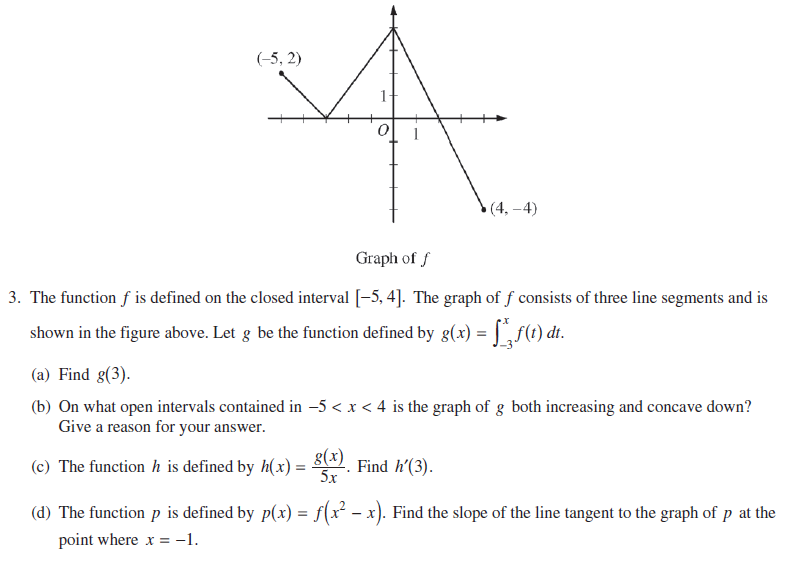 (–5, 2)
1
O 1
(4, –4)
Graph of f
3. The function f is defined on the closed interval [–5, 4]. The graph of f consists of three line segments and is
shown in the figure above. Let g be the function defined by g(x) = ∫_{–3}^{x} f(t) dt.
(a) Find g(3).
(b) On what open intervals contained in –5 < x < 4 is the graph of g both increasing and concave down?
Give a reason for your answer.
(c) The function h is defined by h(x) = g(x)/5x. Find h′(3).
(d) The function p is defined by p(x) = f(x² – x). Find the slope of the line tangent to the graph of p at the
point where x = –1.